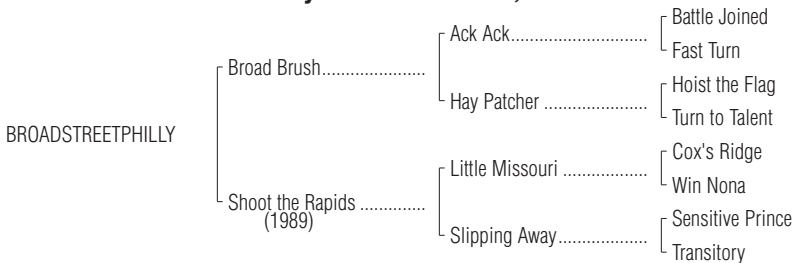 Battle Joined
Ack Ack
Fast Turn
Broad Brush
Hoist the Flag
Hay Patcher
Turn to Talent
BROADSTREETPHILLY
Cox's Ridge
Little Missouri
Win Nona
Shoot the Rapids
(1989)
Sensitive Prince
Slipping Away
Transitory